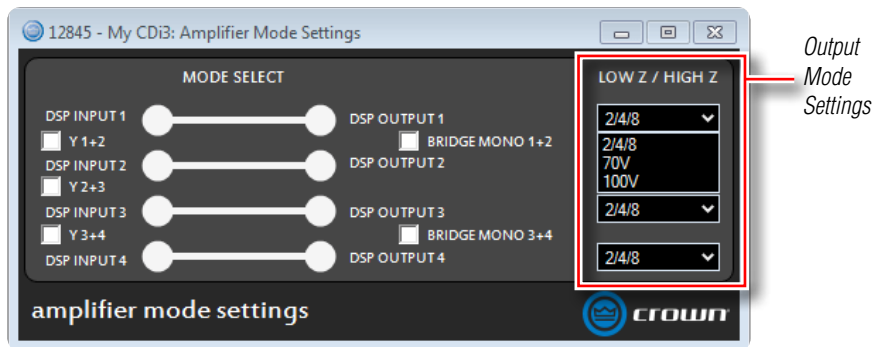 12845 - My CDi3: Amplifier Mode Settings
MODE SELECT
LOW Z / HIGH Z
Output
Mode
Settings
DSP INPUT 1
DSP OUTPUT 1
2/4/8
Y 1+2
BRIDGE MONO 1+2
2/4/8
DSP INPUT 2
DSP OUTPUT 2
70V
Y 2+3
100V
DSP INPUT 3
DSP OUTPUT 3
2/4/8
Y 3+4
BRIDGE MONO 3+4
DSP INPUT 4
DSP OUTPUT 4
2/4/8
amplifier mode settings
crown